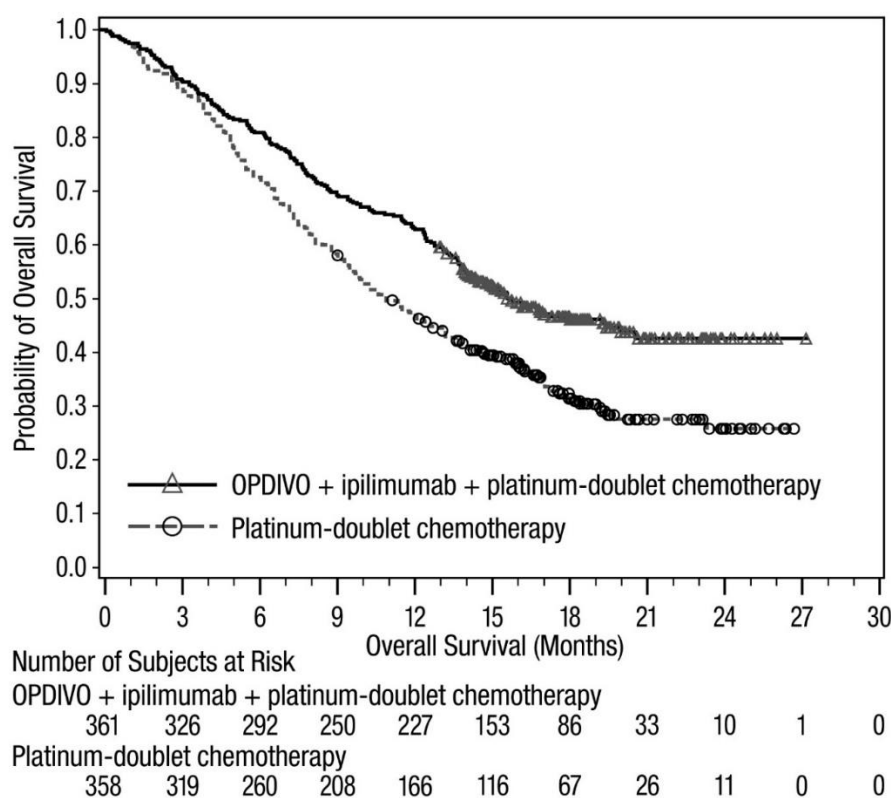 Probability of Overall Survival
1.0
0.9
0.8
0.7
0.6
0.5
0.4
0.3
0.2
0.1
0.0
OPDIVO + ipilimumab + platinum-doublet chemotherapy
Platinum-doublet chemotherapy
0 3 6 9 12 15 18 21 24 27 30
Overall Survival (Months)
Number of Subjects at Risk
OPDIVO + ipilimumab + platinum-doublet chemotherapy
361 326 292 250 227 153 86 33 10 1 0
Platinum-doublet chemotherapy
358 319 260 208 166 116 67 26 11 0 0